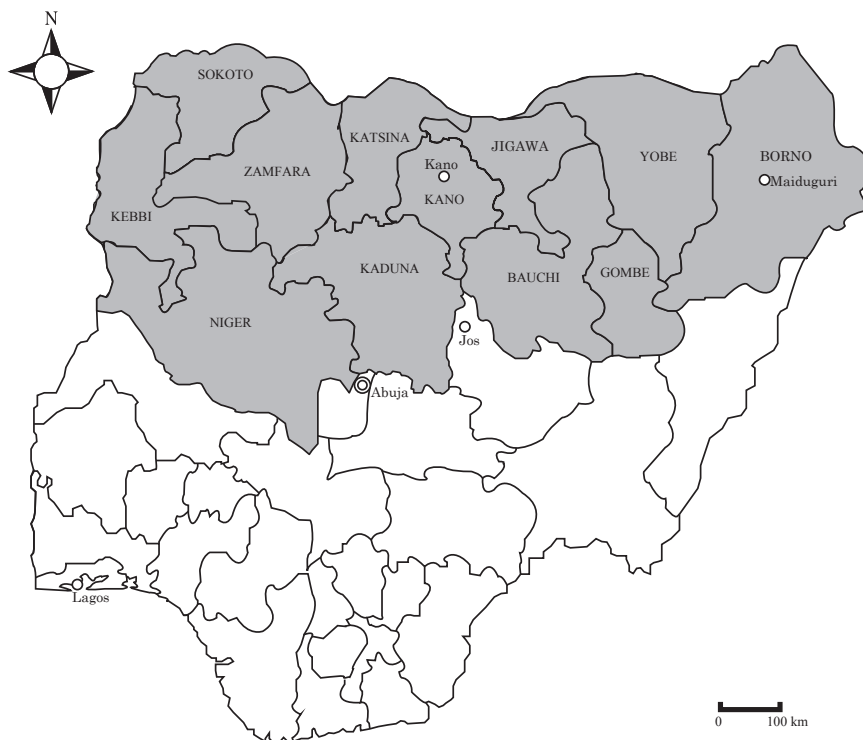 N
SOKOTO
KATSINA
JIGAWA
YOBE
BORNO
Kano
ZAMFARA
Maiduguri
KANO
KEBBI
KADUNA
BAUCHI
GOMBE
NIGER
Jos
Abuja
Lagos
0 100 km